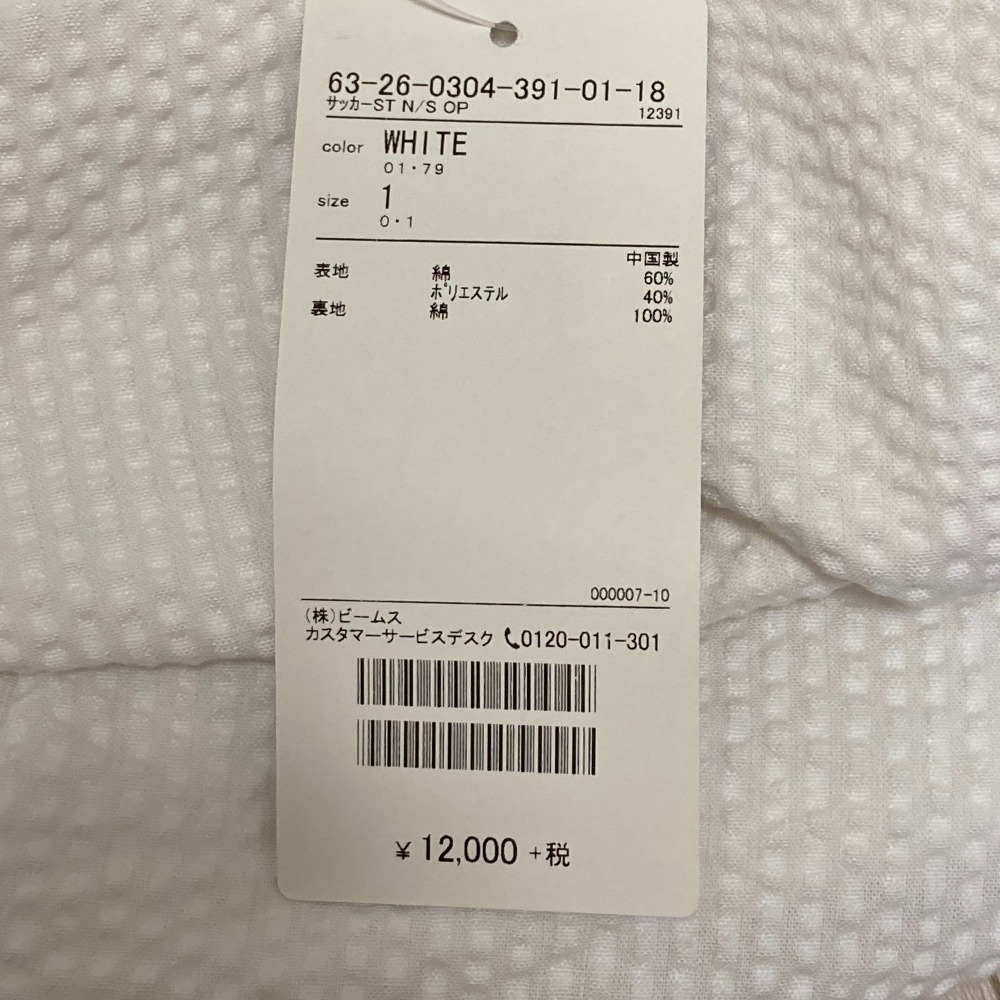 63-26-0304-391-01-18
サッカーST N/S OP 12391
color WHITE
01・79
size 1
0・1
中国製
表地 綿 60%
ポリエステル 40%
裏地 綿 100%
000007-10
(株)ビームス
カスタマーサービスデスク 0120-011-301
¥ 12,000 +税